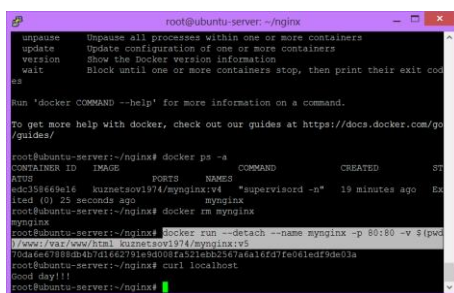 root@ubuntu-server: ~/nginx
unpause Unpause all processes within one or more containers
update Update configuration of one or more containers
version Show the Docker version information
wait Block until one or more containers stop, then print their exit cod
es
Run 'docker COMMAND --help' for more information on a command.
To get more help with docker, check out our guides at https://docs.docker.com/go
/guides/
root@ubuntu-server:~/nginx# docker ps -a
CONTAINER ID IMAGE COMMAND CREATED ST
ATUS PORTS NAMES
edc358669e16 kuznetsov1974/mynginx:v4 "supervisord -n" 19 minutes ago Ex
ited (0) 25 seconds ago mynginx
root@ubuntu-server:~/nginx# docker rm mynginx
mynginx
root@ubuntu-server:~/nginx# docker run --detach --name mynginx -p 80:80 -v $(pwd
)/www:/var/www/html kuznetsov1974/mynginx:v5
70da6e67888db4b7d1662791e9d008fa521ebb2567a6a16fd7fe061edf9de03a
root@ubuntu-server:~/nginx# curl localhost
Good day!!!
root@ubuntu-server:~/nginx#